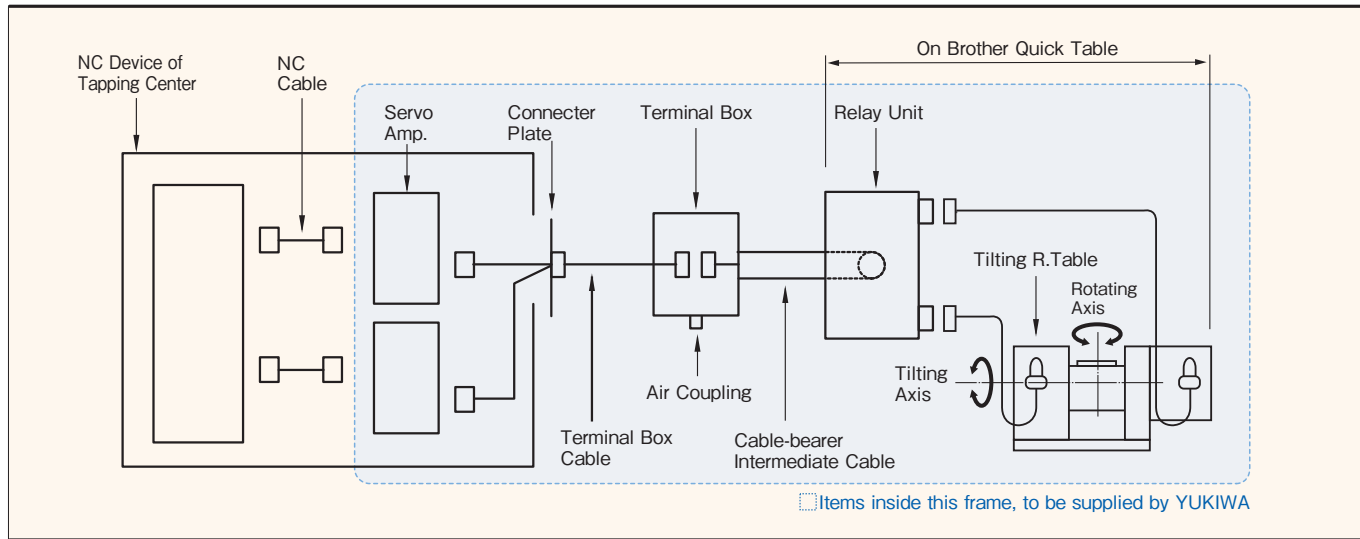 On Brother Quick Table
NC Device of
Tapping Center
NC
Cable
Servo
Amp.
Connecter
Plate
Terminal Box
Relay Unit
Tilting R.Table
Rotating
Axis
Tilting
Axis
Air Coupling
Terminal Box
Cable
Cable-bearer
Intermediate Cable
Items inside this frame, to be supplied by YUKIWA